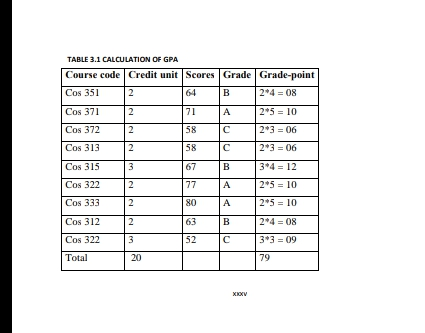 TABLE 3.1 CALCULATION OF GPA
Course code Credit unit Scores Grade Grade-point
Cos 351 2 64 B 2*4 = 08
Cos 371 2 71 A 2*5 = 10
Cos 372 2 58 C 2*3 = 06
Cos 313 2 58 C 2*3 = 06
Cos 315 3 67 B 3*4 = 12
Cos 322 2 77 A 2*5 = 10
Cos 333 2 80 A 2*5 = 10
Cos 312 2 63 B 2*4 = 08
Cos 322 3 52 C 3*3 = 09
Total 20 79
xxxv